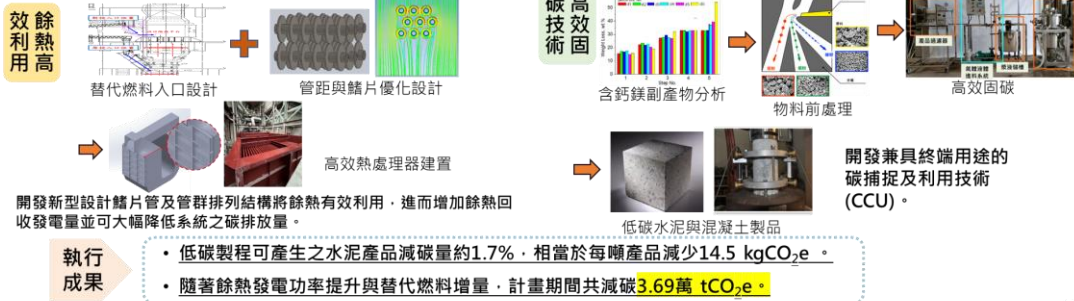 餘熱高
效利用
替代燃料入口設計
管距與鰭片優化設計
高效熱處理器建置
開發新型設計鰭片管及管群排列結構將餘熱有效利用，進而增加餘熱回
收發電量並可大幅降低系統之碳排放量。
高效固
碳技術
含鈣鎂副產物分析
物料前處理
產品過濾器
高效固碳
低碳水泥與混凝土製品
開發兼具終端用途的
碳捕捉及利用技術
(CCU)。
執行
成果
• 低碳製程可產生之水泥產品減碳量約1.7%，相當於每噸產品減少14.5 kgCO₂e 。
• 隨著餘熱發電功率提升與替代燃料增量，計畫期間共減碳3.69萬 tCO₂e。